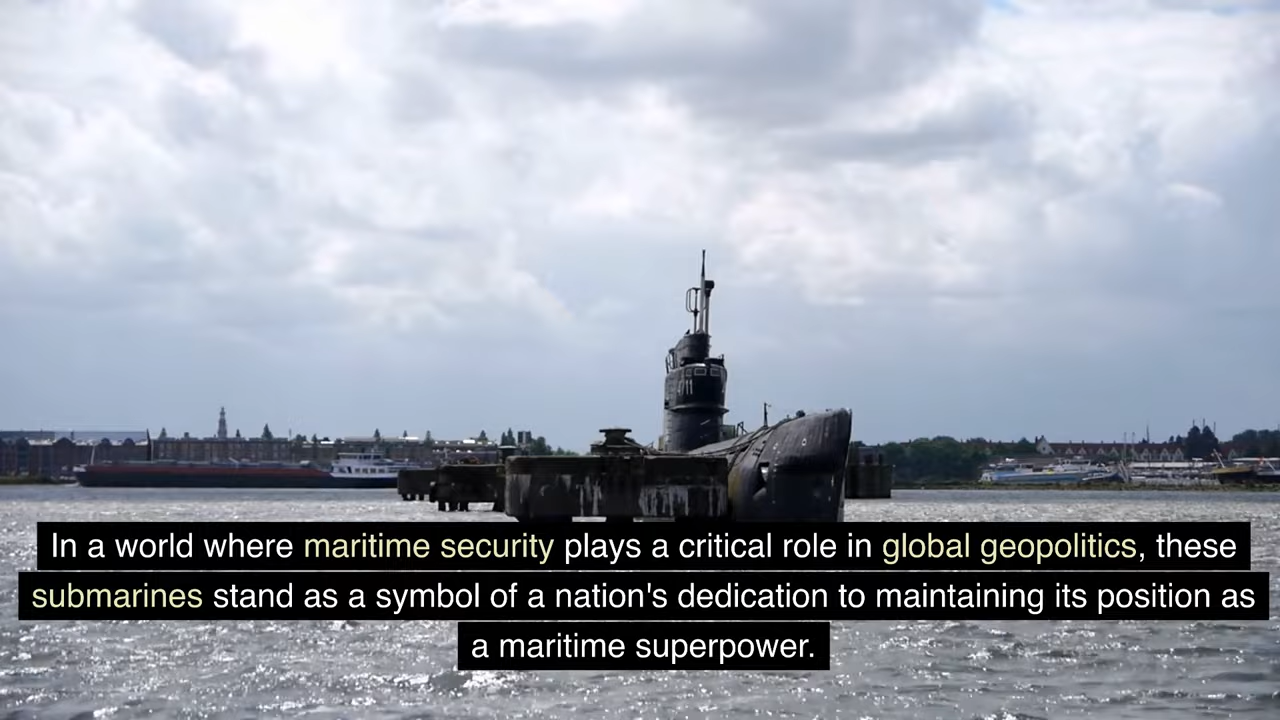 In a world where maritime security plays a critical role in global geopolitics, these
submarines stand as a symbol of a nation's dedication to maintaining its position as
a maritime superpower.